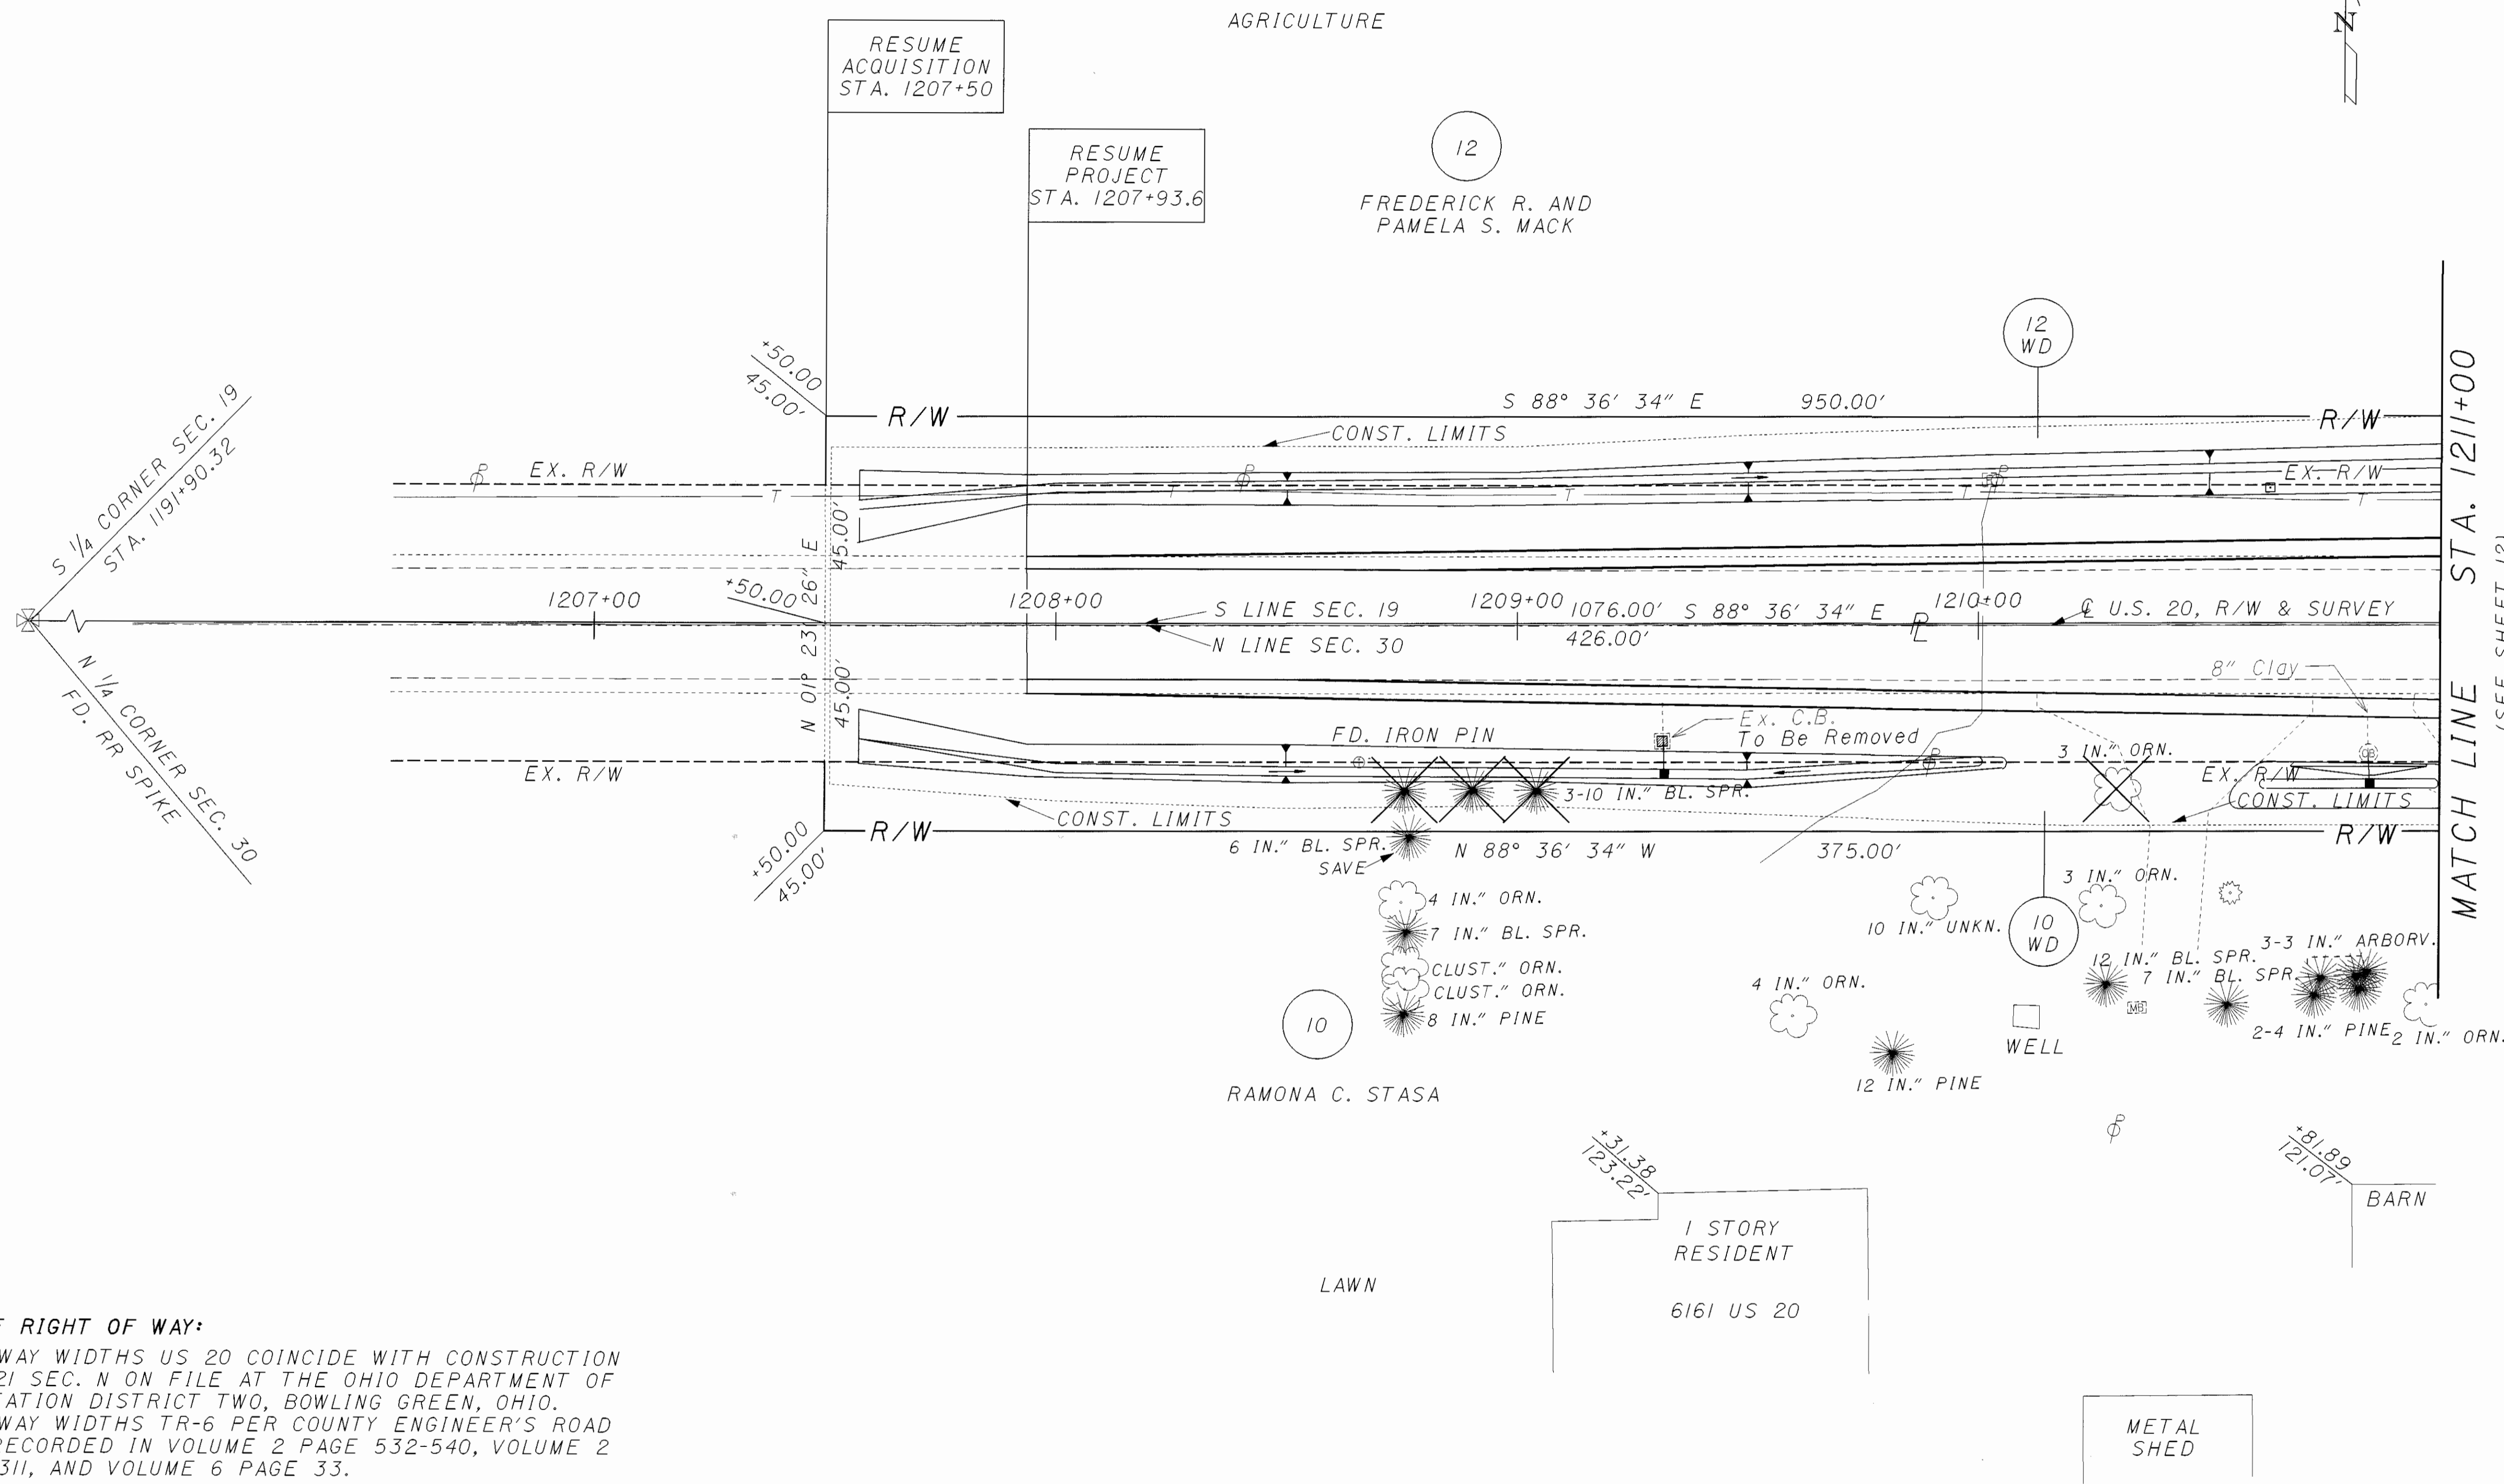 AGRICULTURE
N
RESUME
ACQUISITION
STA. 1207+50
RESUME
PROJECT
STA. 1207+93.6
12
FREDERICK R. AND
PAMELA S. MACK
12
WD
+50.00
45.00'
R/W
S 88° 36' 34" E 950.00'
R/W
CONST. LIMITS
S 1/4 CORNER SEC. 19
STA. 1191+90.32
P
EX. R/W
P
P
EX. R/W
T
T
T
T
T
MATCH LINE STA. 1211+00
(SEE SHEET 12)
N 01° 23' 26" E
45.00'
45.00'
+50.00
1207+00
1208+00
S LINE SEC. 19
1209+00
1076.00' S 88° 36' 34" E
1210+00
℄ U.S. 20, R/W & SURVEY
PL
N LINE SEC. 30
426.00'
N 1/4 CORNER SEC. 30
FD. RR SPIKE
8" Clay
Ex. C.B.
To Be Removed
FD. IRON PIN
P
3 IN." ORN.
CB
EX. R/W
EX. R/W
3-10 IN." BL. SPR.
CONST. LIMITS
CONST. LIMITS
+50.00
45.00'
R/W
R/W
6 IN." BL. SPR.
SAVE
N 88° 36' 34" W 375.00'
4 IN." ORN.
7 IN." BL. SPR.
CLUST." ORN.
CLUST." ORN.
8 IN." PINE
3 IN." ORN.
10 IN." UNKN.
10
WD
3-3 IN." ARBORV.
12 IN." BL. SPR.
7 IN." BL. SPR.
4 IN." ORN.
MB
2-4 IN." PINE
2 IN." ORN.
WELL
12 IN." PINE
10
RAMONA C. STASA
P
+31.38
123.22'
+81.89
121.07'
BARN
1 STORY
RESIDENT
6161 US 20
LAWN
METAL
SHED
RIGHT OF WAY:
WAY WIDTHS US 20 COINCIDE WITH CONSTRUCTION
21 SEC. N ON FILE AT THE OHIO DEPARTMENT OF
TATION DISTRICT TWO, BOWLING GREEN, OHIO.
WAY WIDTHS TR-6 PER COUNTY ENGINEER'S ROAD
RECORDED IN VOLUME 2 PAGE 532-540, VOLUME 2
311, AND VOLUME 6 PAGE 33.